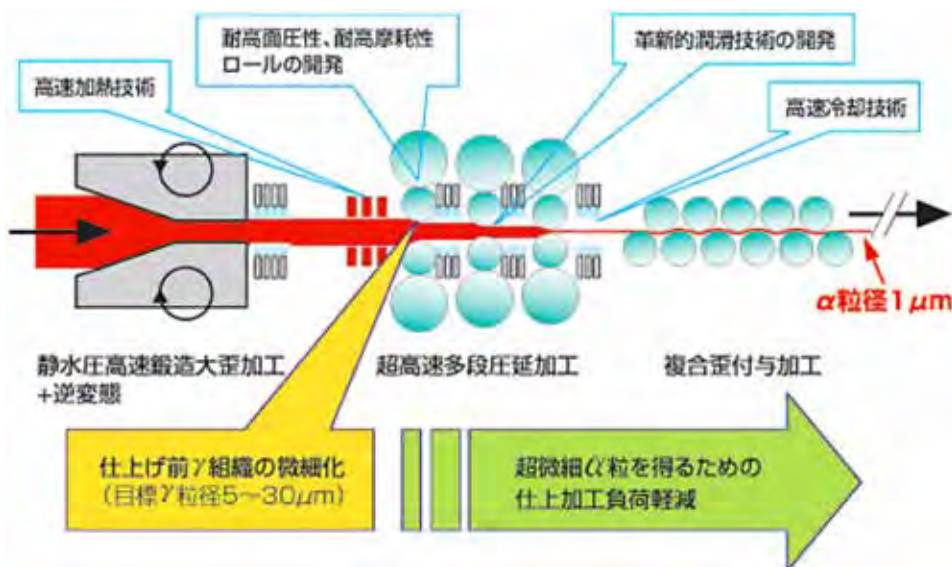 耐高面圧性、耐高摩耗性
ロールの開発
革新的潤滑技術の開発
高速加熱技術
高速冷却技術
α粒径1μm
静水圧高速鍛造大歪加工
+逆変態
超高速多段圧延加工
複合歪付与加工
仕上げ前γ組織の微細化
(目標γ粒径5～30μm)
超微細α粒を得るための
仕上加工負荷軽減